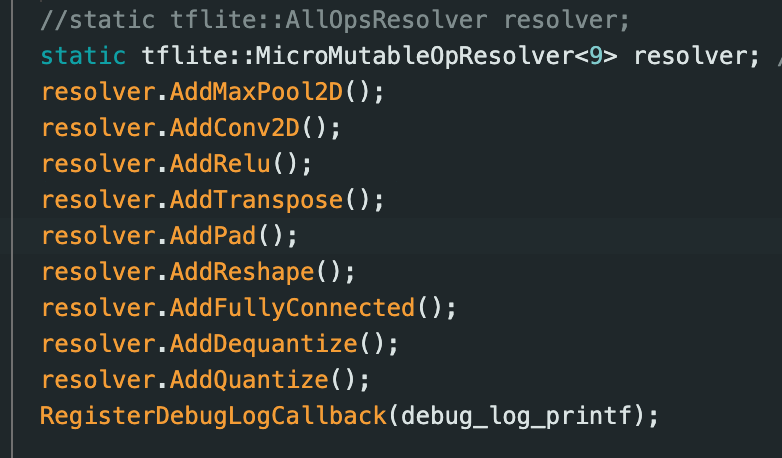 //static tflite::AllOpsResolver resolver;
static tflite::MicroMutableOpResolver<9> resolver; /
resolver.AddMaxPool2D();
resolver.AddConv2D();
resolver.AddRelu();
resolver.AddTranspose();
resolver.AddPad();
resolver.AddReshape();
resolver.AddFullyConnected();
resolver.AddDequantize();
resolver.AddQuantize();
RegisterDebugLogCallback(debug_log_printf);